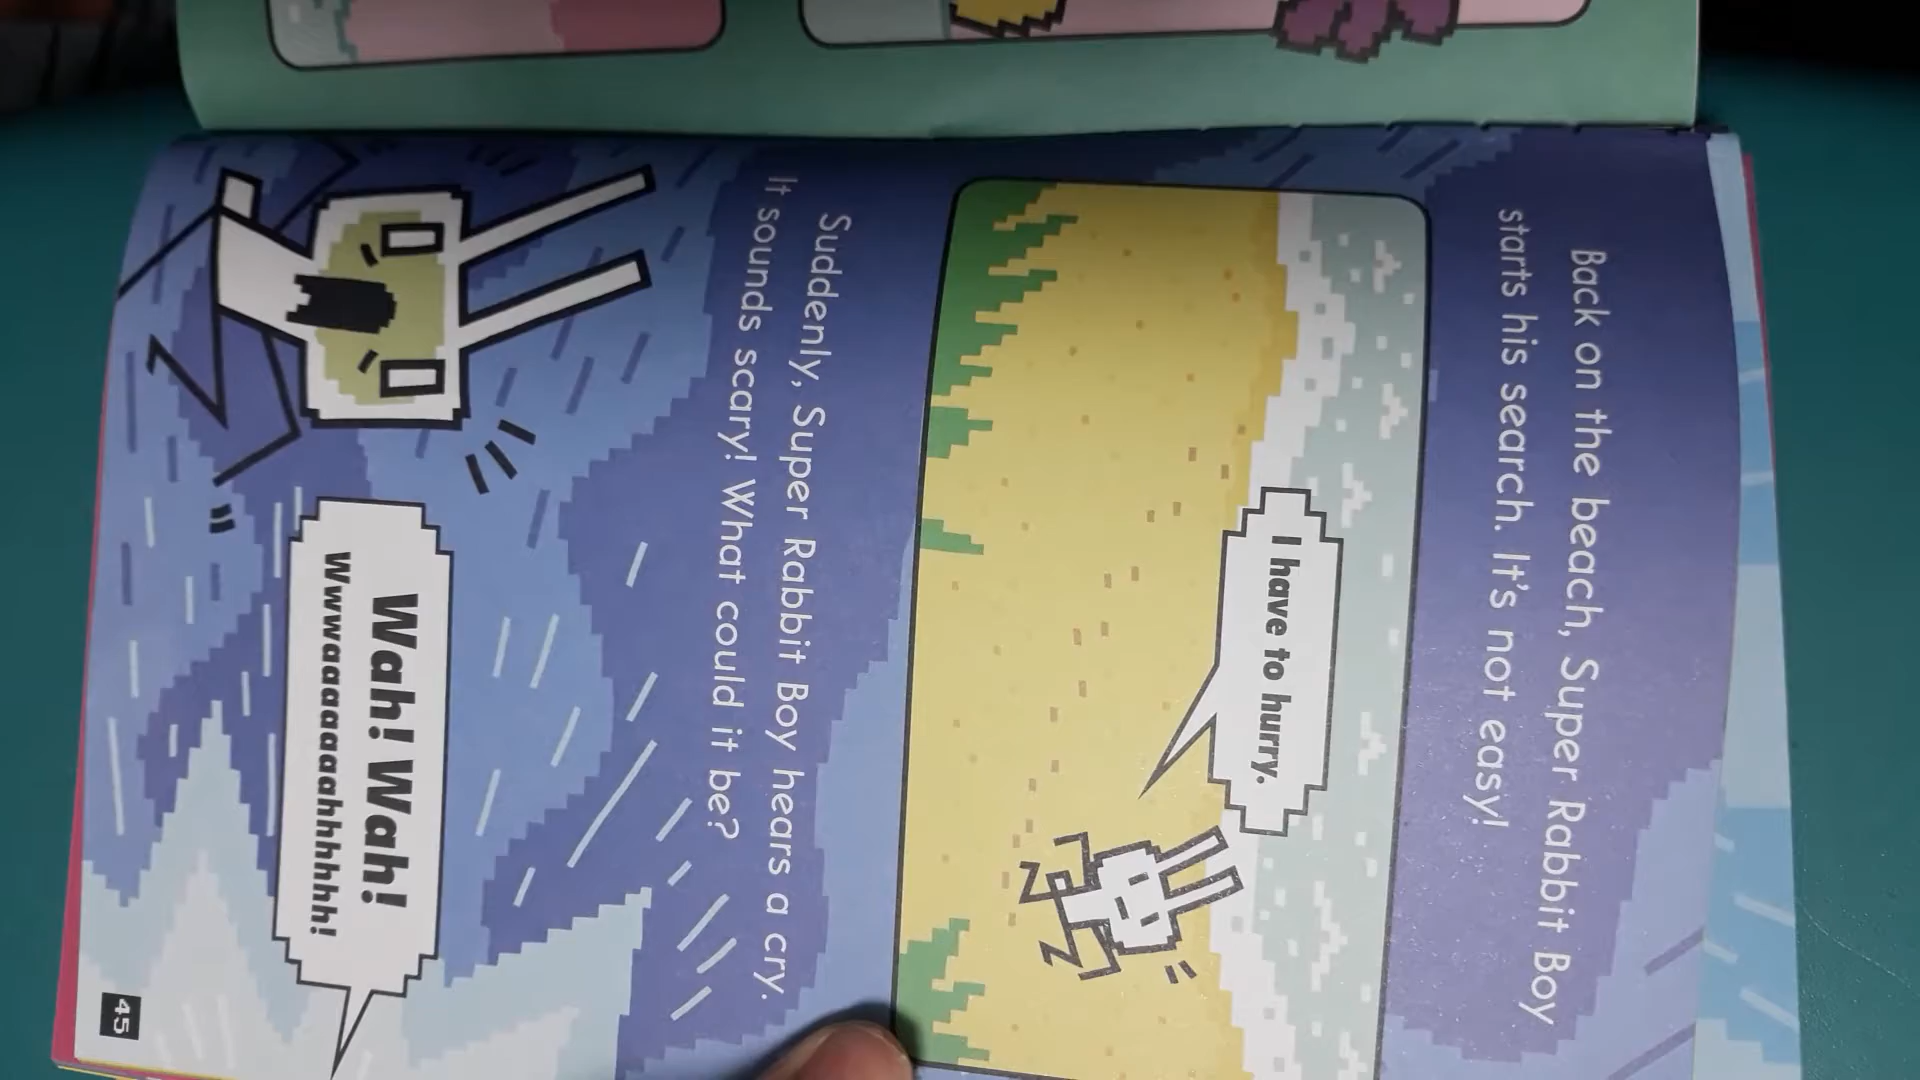 Back on the beach, Super Rabbit Boy
starts his search. It's not easy!
I have to hurry.
Suddenly, Super Rabbit Boy hears a cry.
It sounds scary! What could it be?
Wah! Wah!
Wwwaaaaaaaahhhhhhh!
45